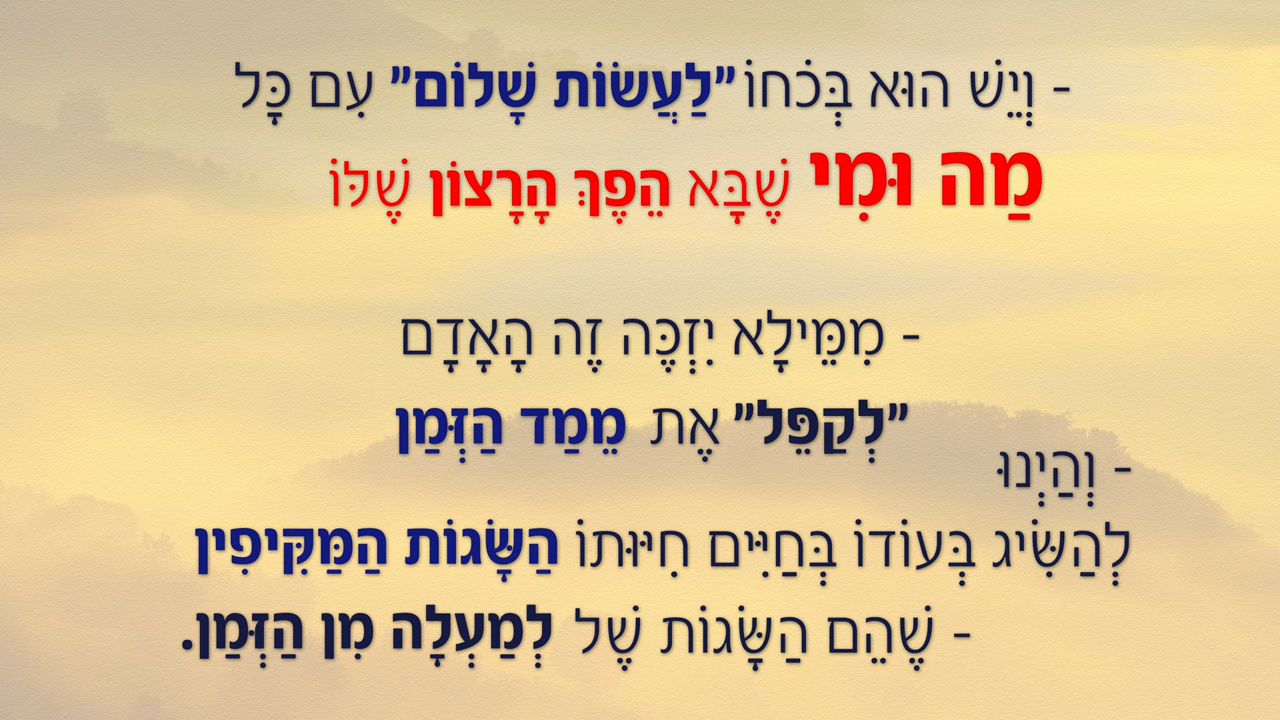 - וְיֵשׁ הוּא בְּכֹחוֹ "לַעֲשׂוֹת שָׁלוֹם" עִם כָּל
מַה וּמִי שֶׁבָּא הֵפֶךְ הָרָצוֹן שֶׁלּוֹ
- מִמֵּילָא יִזְכֶּה זֶה הָאָדָם
"לְקַפֵּל" אֶת מֵמַד הַזְּמַן
- וְהַיְנוּ
לְהַשִּׂיג בְּעוֹדוֹ בְּחַיִּים חִיּוּתוֹ הַשָּׂגוֹת הַמַּקִּיפִין
- שֶׁהֵם הַשָּׂגוֹת שֶׁל לְמַעְלָה מִן הַזְּמַן.